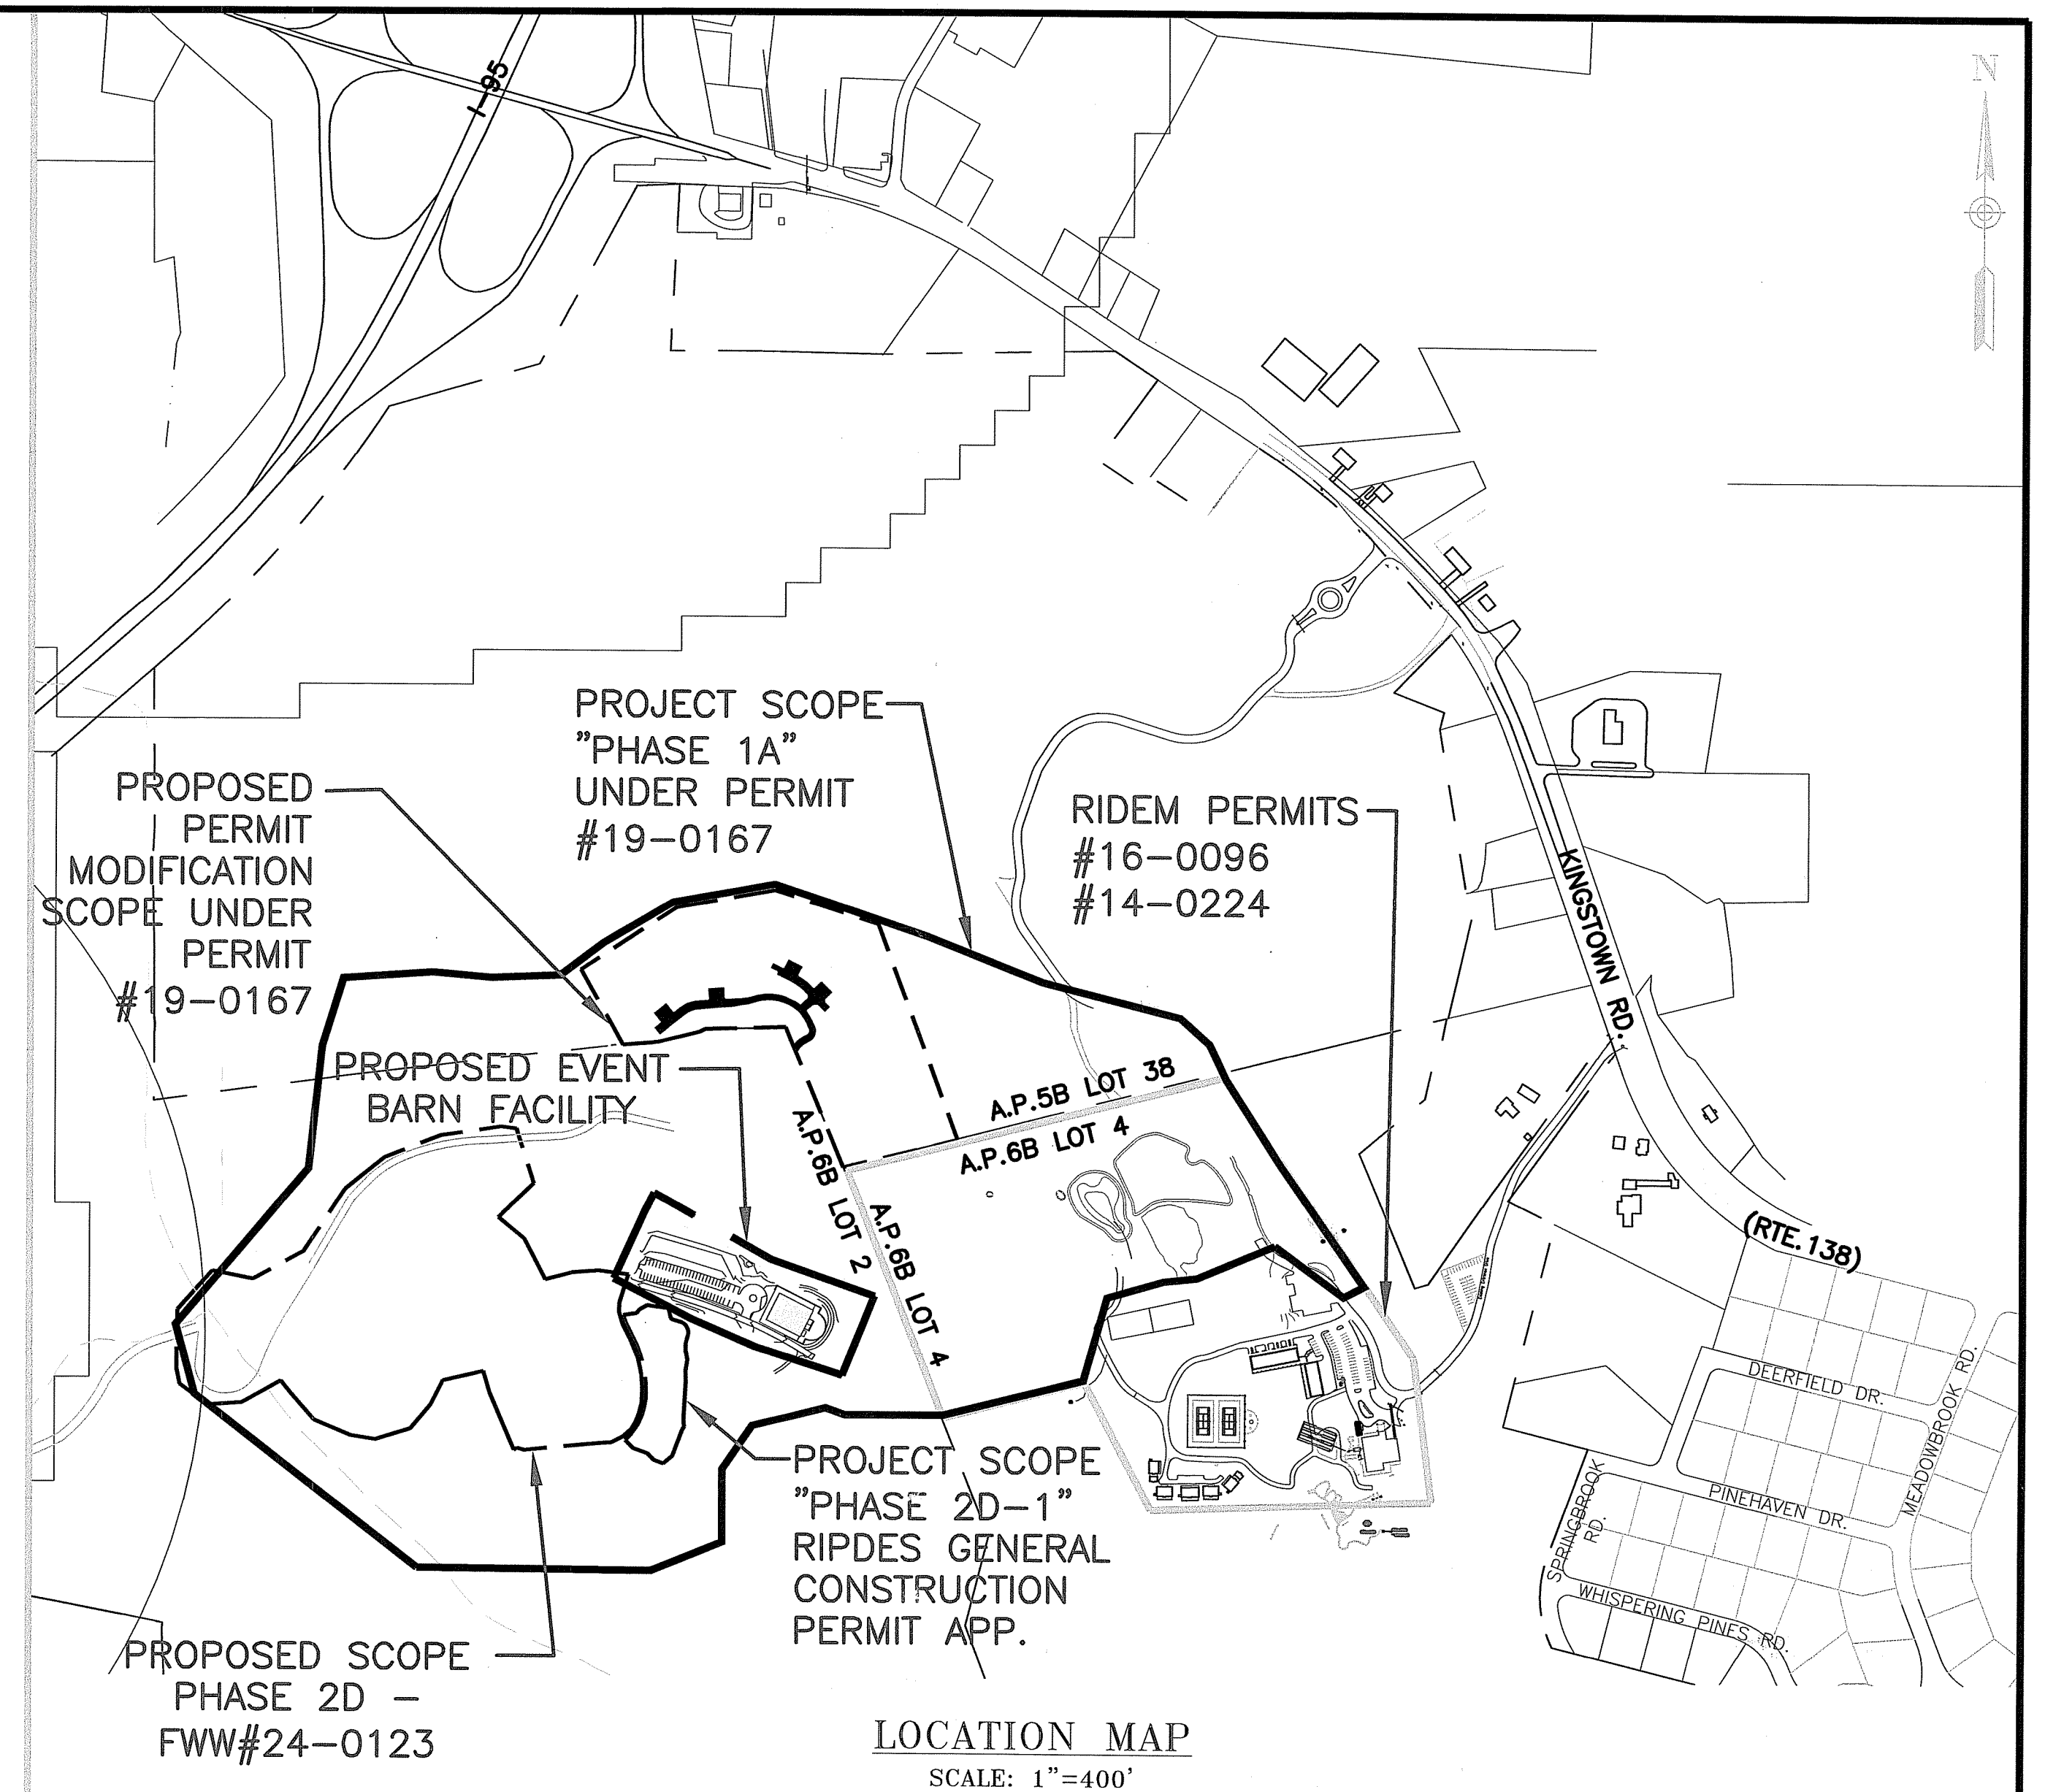 I-95
N
PROJECT SCOPE
"PHASE 1A"
UNDER PERMIT
#19-0167
PROPOSED
PERMIT
MODIFICATION
SCOPE UNDER
PERMIT
#19-0167
RIDEM PERMITS
#16-0096
#14-0224
KINGSTOWN RD.
(RTE.138)
PROPOSED EVENT
BARN FACILITY
A.P.5B LOT 38
A.P.6B LOT 4
A.P.6B LOT 2
A.P.6B LOT 4
DEERFIELD DR.
MEADOWBROOK RD.
PINEHAVEN DR.
SPRINGBROOK
RD.
WHISPERING PINES RD.
PROJECT SCOPE
"PHASE 2D-1"
RIPDES GENERAL
CONSTRUCTION
PERMIT APP.
PROPOSED SCOPE
PHASE 2D -
FWW#24-0123
LOCATION MAP
SCALE: 1"=400'